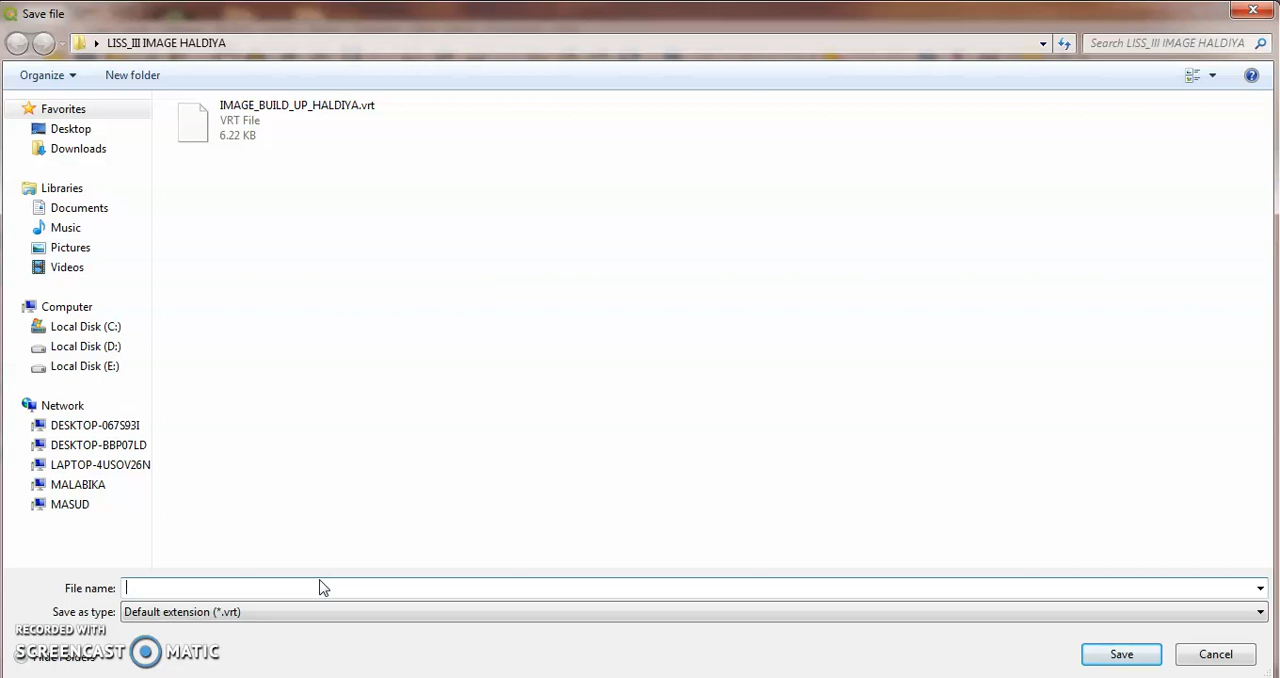 Save file
LISS_III IMAGE HALDIYA
Search LISS_III IMAGE HALDIYA
Organize
New folder
Favorites
Desktop
Downloads
Libraries
Documents
Music
Pictures
Videos
Computer
Local Disk (C:)
Local Disk (D:)
Local Disk (E:)
Network
DESKTOP-067S93I
DESKTOP-BBP07LD
LAPTOP-4USOV26N
MALABIKA
MASUD
IMAGE_BUILD_UP_HALDIYA.vrt
VRT File
6.22 KB
File name:
Save as type:
Default extension (*.vrt)
RECORDED WITH
SCREENCAST MATIC
Hide Folders
Save
Cancel